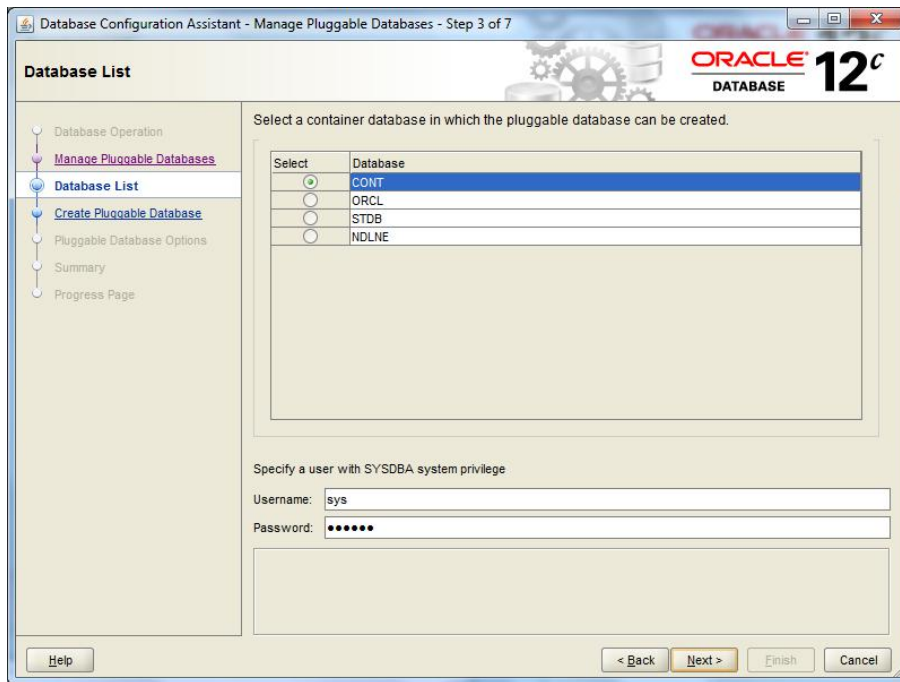 Database Configuration Assistant - Manage Pluggable Databases - Step 3 of 7
Database List
ORACLE 12c
DATABASE
Database Operation
Manage Pluggable Databases
Database List
Create Pluggable Database
Pluggable Database Options
Summary
Progress Page
Select a container database in which the pluggable database can be created.
Select Database
CONT
ORCL
STDB
NDLNE
Specify a user with SYSDBA system privilege
Username: sys
Password: ●●●●●●
Help
< Back Next > Finish Cancel